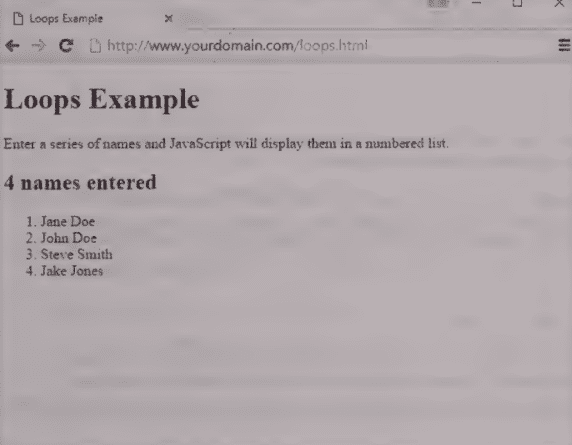 Loops Example
http://www.yourdomain.com/loops.html
Loops Example
Enter a series of names and JavaScript will display them in a numbered list.
4 names entered
1. Jane Doe
2. John Doe
3. Steve Smith
4. Jake Jones